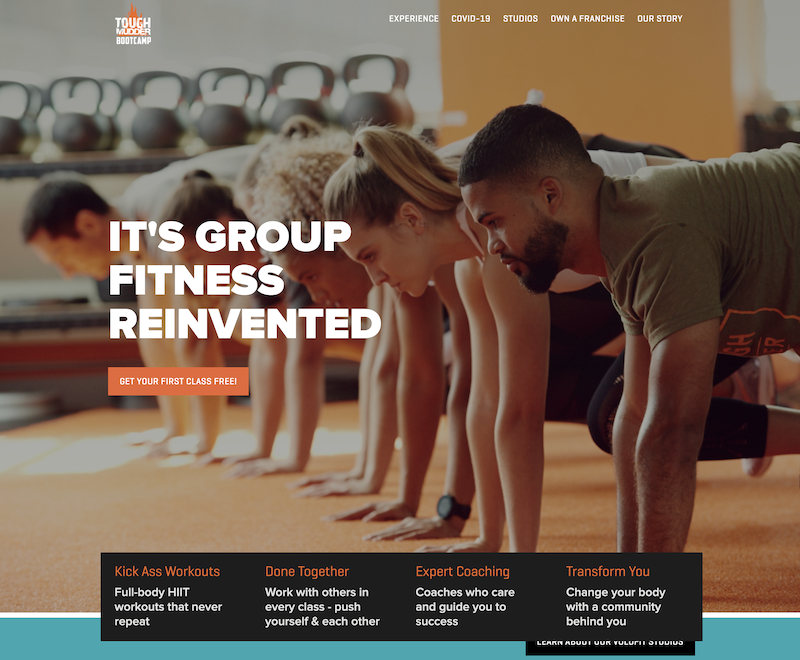 TOUGH
MUDDER
BOOTCAMP
EXPERIENCE COVID-19 STUDIOS OWN A FRANCHISE OUR STORY
IT'S GROUP
FITNESS
REINVENTED
GET YOUR FIRST CLASS FREE!
Kick Ass Workouts
Full-body HIIT
workouts that never
repeat
Done Together
Work with others in
every class - push
yourself & each other
Expert Coaching
Coaches who care
and guide you to
success
Transform You
Change your body
with a community
behind you
LEARN ABOUT OUR VOLOFIT STUDIOS